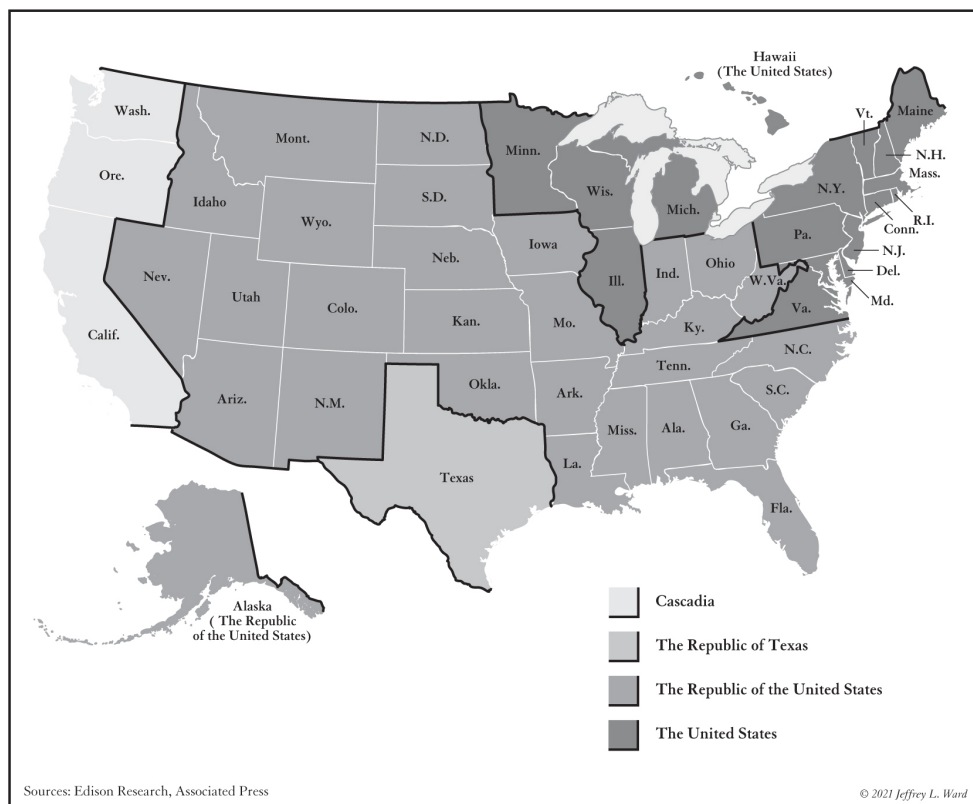 Hawaii
(The United States)
Wash.
Mont.
N.D.
Minn.
Vt.
Maine
Ore.
Idaho
Wyo.
S.D.
Wis.
Mich.
N.Y.
N.H.
Mass.
R.I.
Conn.
Nev.
Utah
Colo.
Neb.
Iowa
Ill.
Ind.
Ohio
Pa.
N.J.
Del.
Md.
W.Va.
Va.
Calif.
Kan.
Mo.
Ky.
Ariz.
N.M.
Okla.
Ark.
Tenn.
N.C.
S.C.
Texas
La.
Miss.
Ala.
Ga.
Fla.
Alaska
( The Republic
of the United States)
Cascadia
The Republic of Texas
The Republic of the United States
The United States
Sources: Edison Research, Associated Press
© 2021 Jeffrey L. Ward